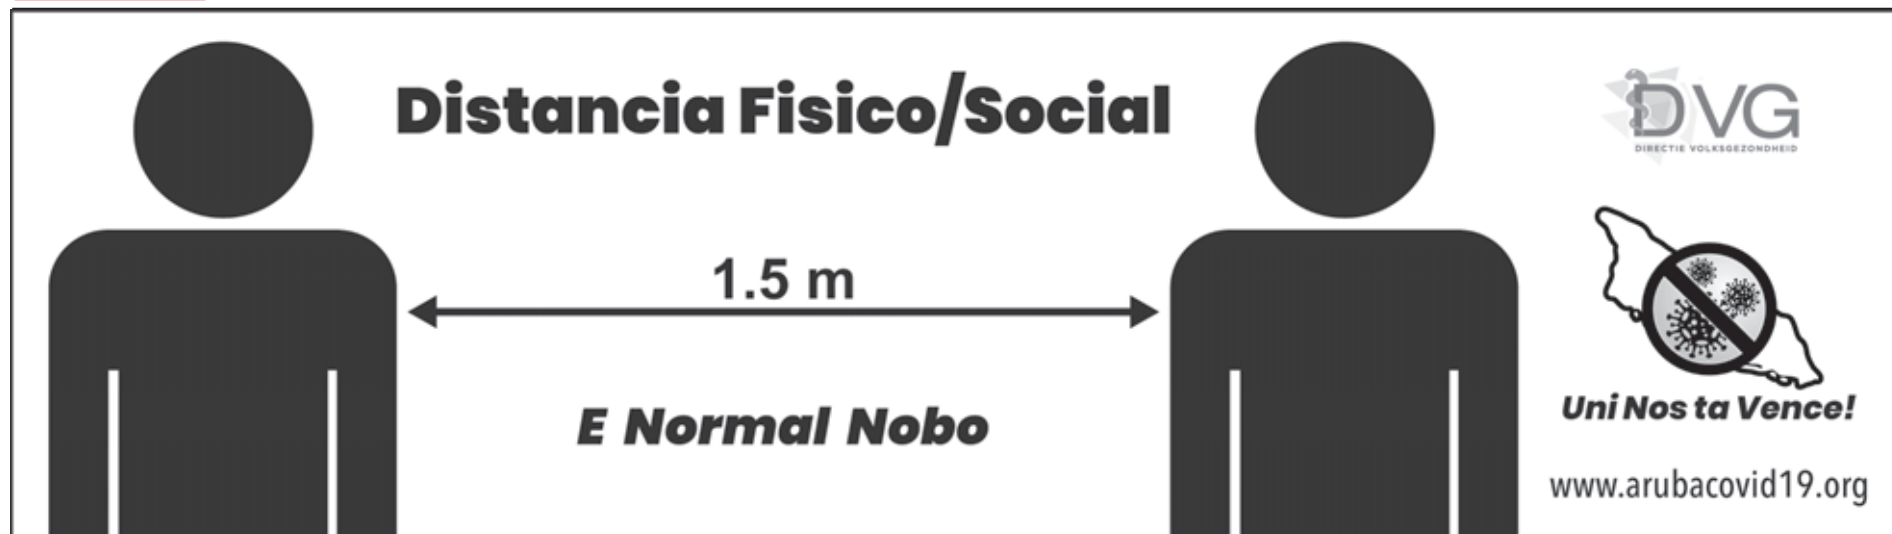 Distancia Fisico/Social
1.5 m
E Normal Nobo
DVG
DIRECTIE VOLKSGEZONDHEID
Uni Nos ta Vence!
www.arubacovid19.org